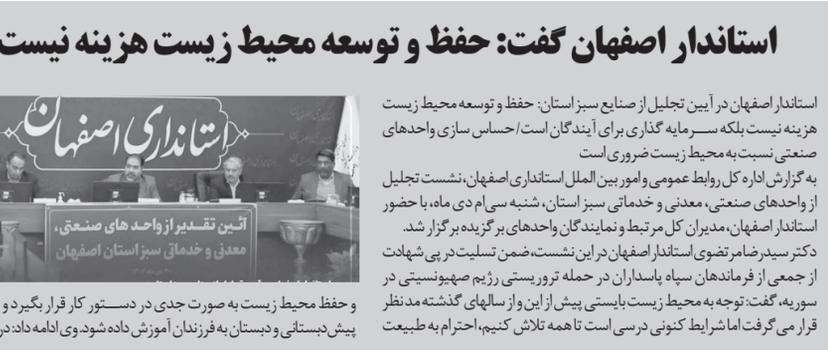 استاندار اصفهان گفت: حفظ و توسعه محیط زیست هزینه نیست
استاندار اصفهان در آیین تجلیل از صنایع سبز استان: حفظ و توسعه محیط زیست
هزینه نیست بلکه سـرمایه گذاری برای آیندگان است/حساس سازی واحدهای
صنعتی نسبت به محیط زیست ضروری است
به گزارش اداره کل روابط عمومی و امور بین الملل استانداری اصفهان، نشست تجلیل
از واحدهای صنعتی، معدنی و خدماتی سبز استان، شنبه سی‌ام دی ماه، با حضور
استاندار اصفهان، مدیران کل مرتبط و نمایندگان واحدهای برگزیده برگزار شد.
دکتر سیدرضا مرتضوی استاندار اصفهان در این نشست، ضمن تسلیت در پی شهادت
از جمعی از فرماندهان سپاه پاسداران در حمله تروریستی رژیم صهیونسیتی در
سوریه، گفت: توجه به محیط زیست بایستی پیش از این و از سالهای گذشته مد نظر
قرار می گرفت اما شرایط کنونی درسی است تا همه تلاش کنیم، احترام به طبیعت
استانداری اصفهان
آئین تقدیر از واحد های صنعتی،
معدنی و خدماتی سبز استان اصفهان
و حفظ محیط زیست به صورت جدی در دستـور کار قرار بگیرد و
پیش‌دبستانی و دبستان به فرزندان آموزش داده شود. وی ادامه داد: در